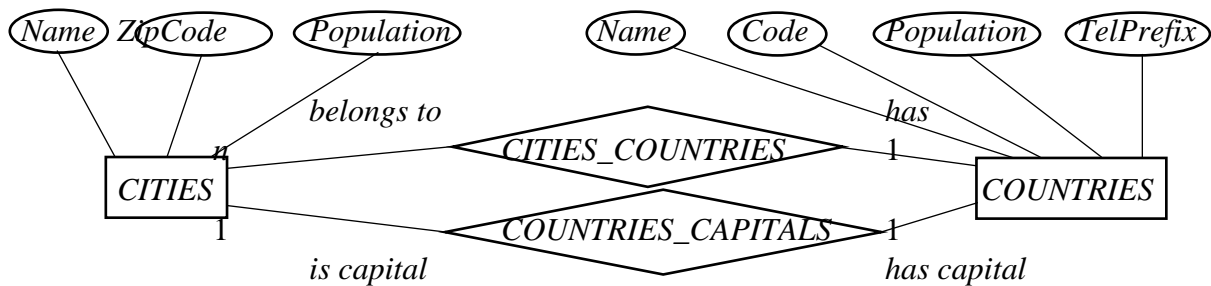 Name ZipCode Population Name Code Population TelPrefix
belongs to has
n CITIES_COUNTRIES 1
CITIES COUNTRIES
1 COUNTRIES_CAPITALS 1
is capital has capital